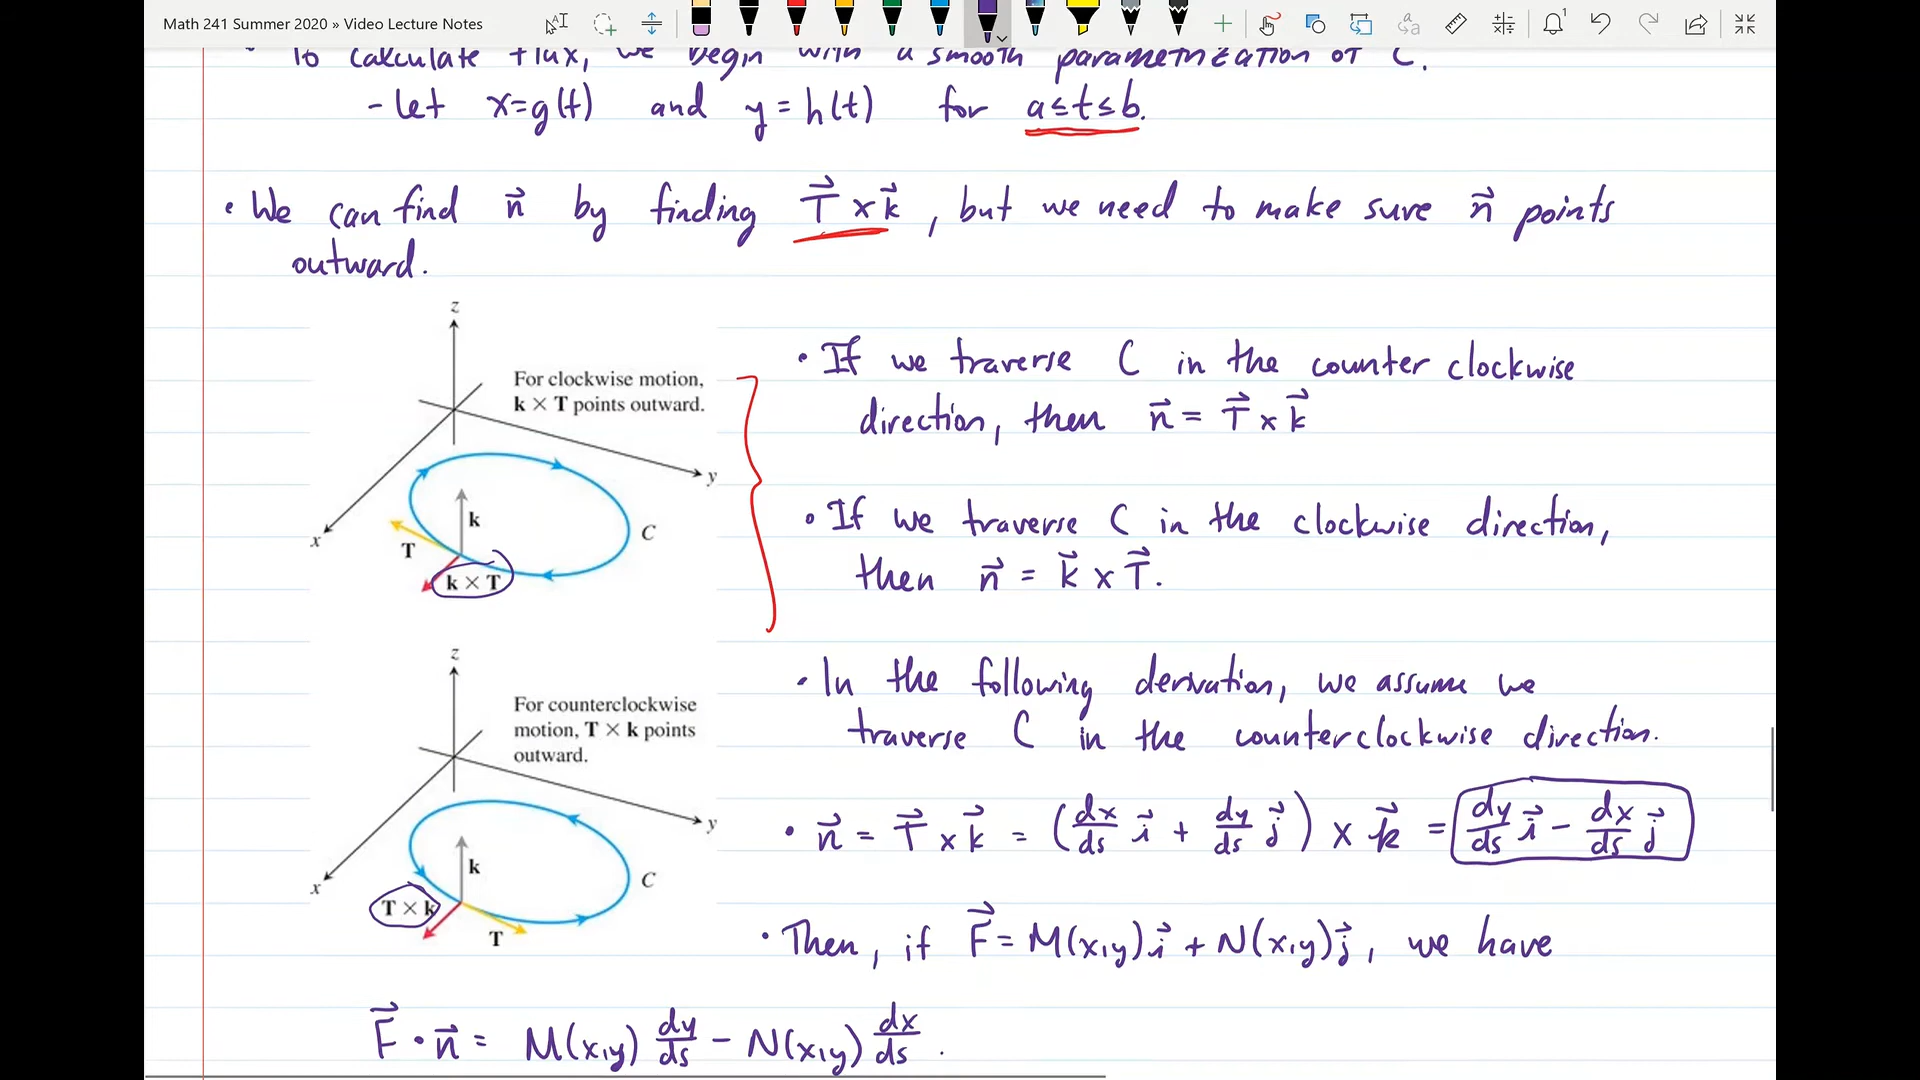 Math 241 Summer 2020 » Video Lecture Notes
To calculate flux, we begin with a smooth parametrization of C.
- let x=g(t) and y=h(t) for a≤t≤b.
• We can find n⃗ by finding T⃗ x k⃗, but we need to make sure n⃗ points
outward.
z
For clockwise motion,
k × T points outward.
y
x
k
C
T
k × T
• If we traverse C in the counter clockwise
direction, then n⃗ = T⃗ x k⃗
• If we traverse C in the clockwise direction,
then n⃗ = k⃗ x T⃗.
z
For counterclockwise
motion, T × k points
outward.
y
x
k
C
T × k
T
• In the following derivation, we assume we
traverse C in the counterclockwise direction.
• n⃗ = T⃗ x k⃗ = (dx/ds i⃗ + dy/ds j⃗) x k⃗ = dy/ds i⃗ - dx/ds j⃗
• Then, if F⃗ = M(x,y)i⃗ + N(x,y)j⃗, we have
F⃗ · n⃗ = M(x,y) dy/ds - N(x,y) dx/ds.